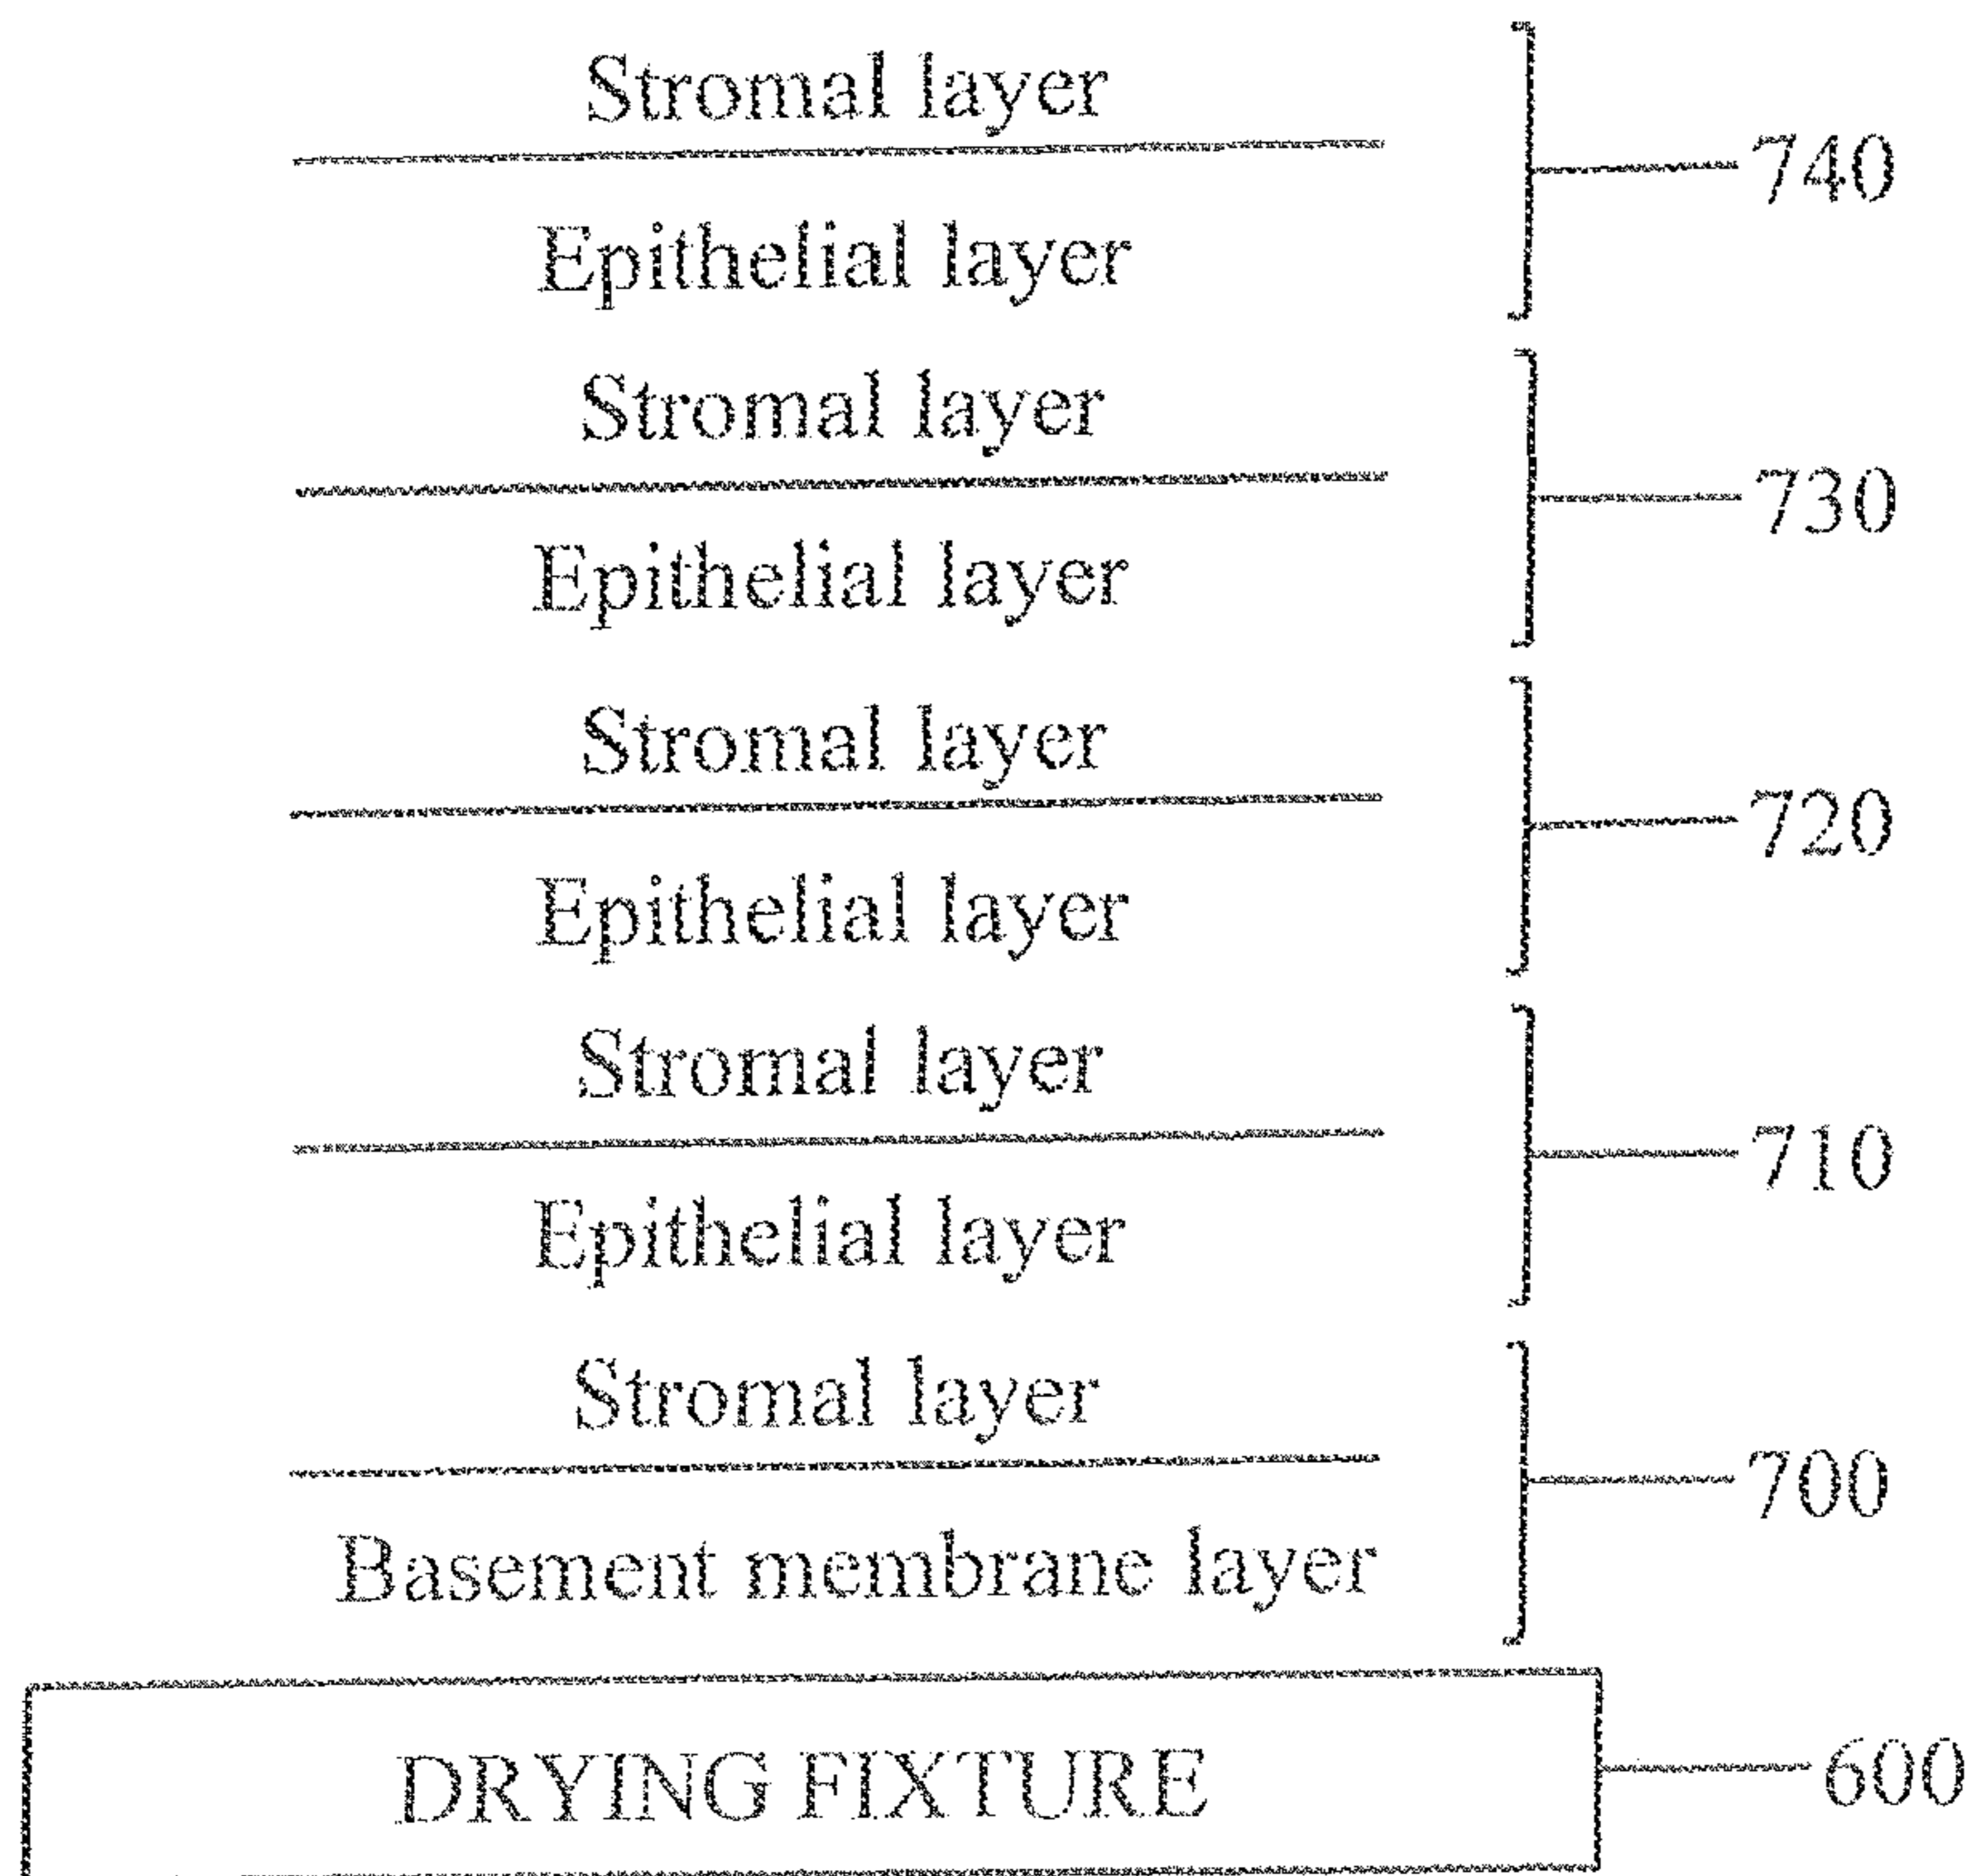 Stromal layer
740
Epithelial layer
Stromal layer
730
Epithelial layer
Stromal layer
720
Epithelial layer
Stromal layer
710
Epithelial layer
Stromal layer
700
Basement membrane layer
DRYING FIXTURE
600